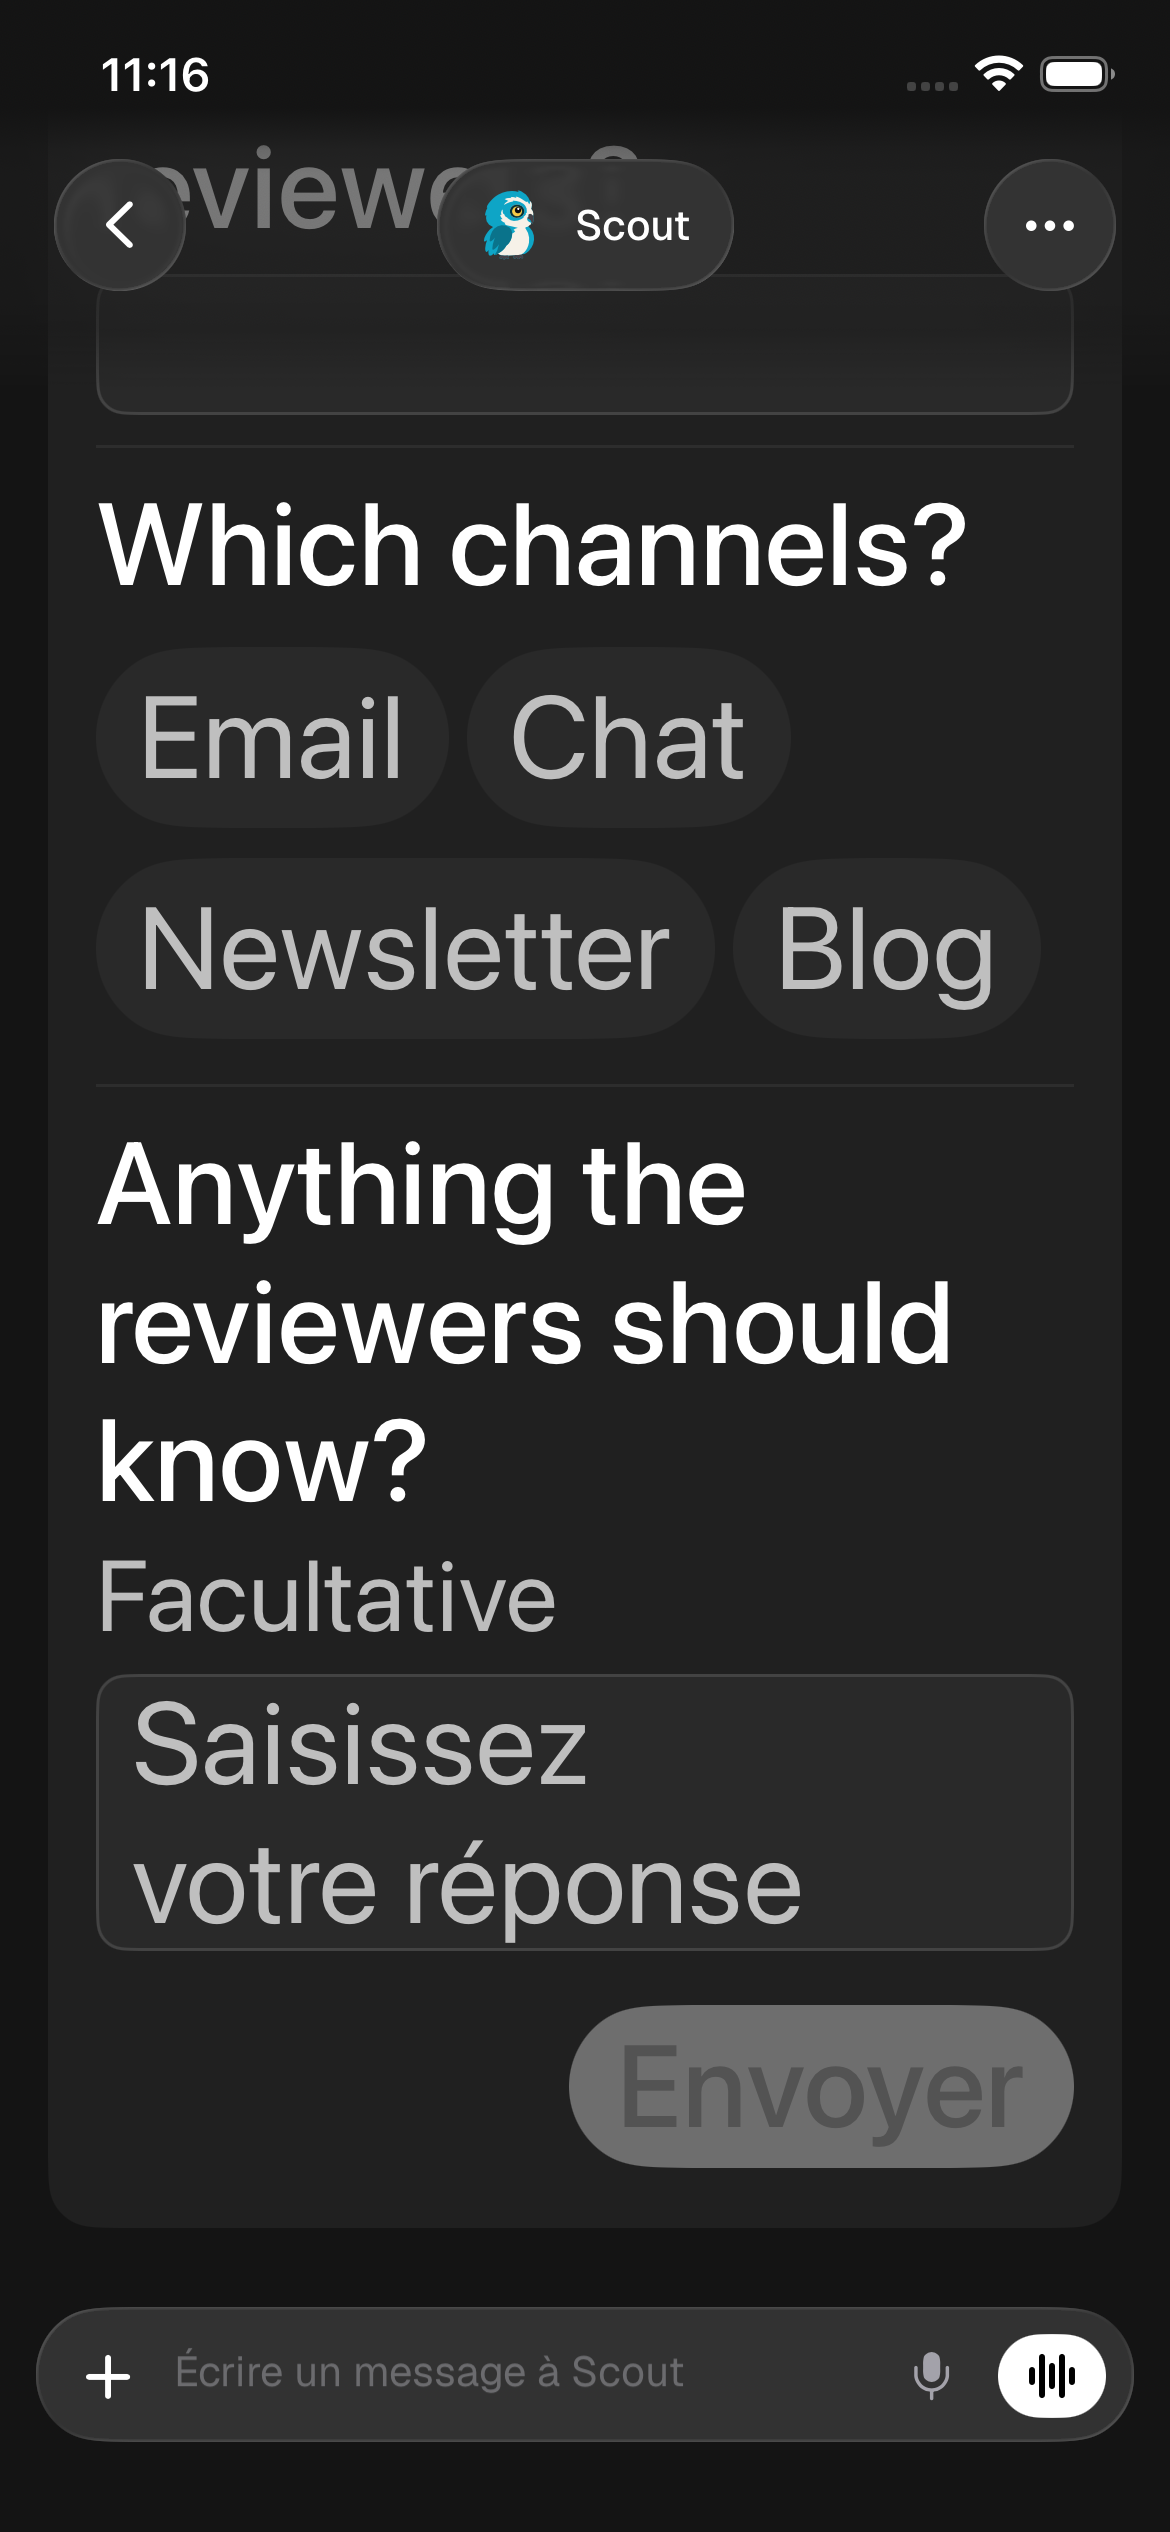 11:16
Scout
Which channels?
Email Chat
Newsletter Blog
Anything the
reviewers should
know?
Facultative
Saisissez
votre réponse
Envoyer
Écrire un message à Scout